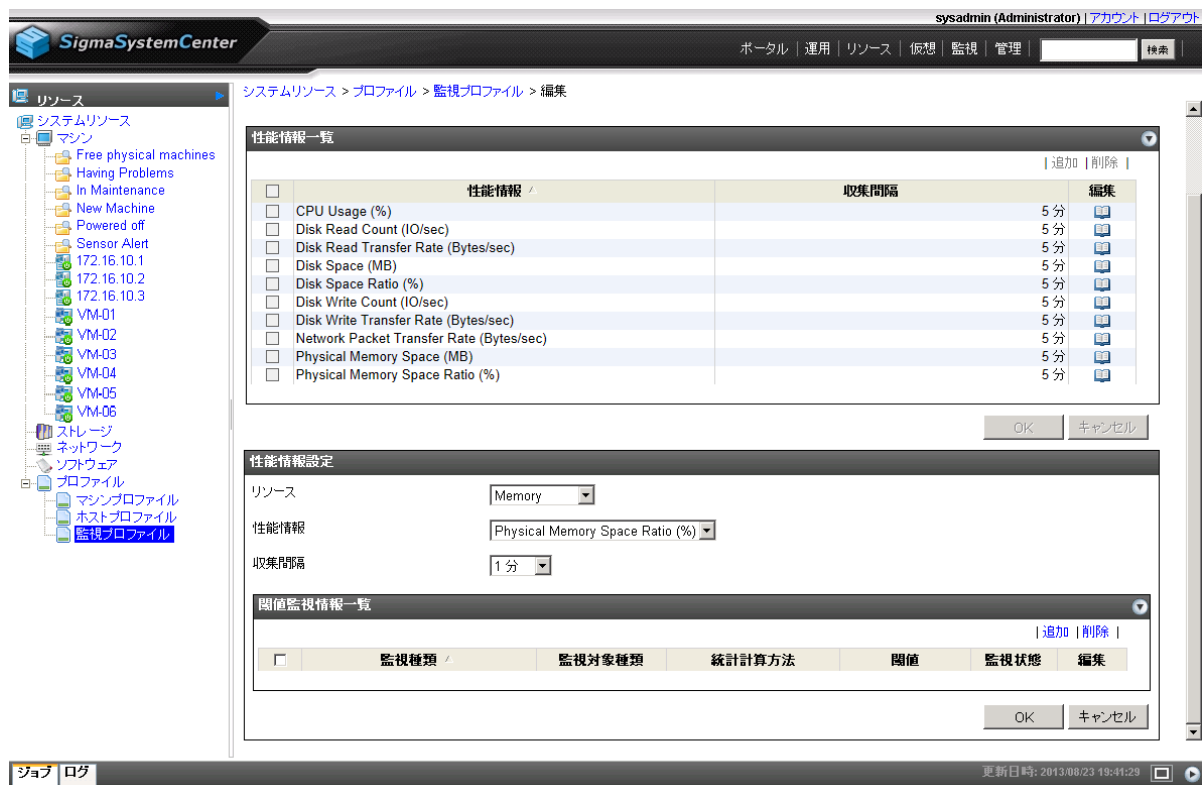 sysadmin (Administrator) | アカウント | ログアウト
SigmaSystemCenter
ポータル | 運用 | リソース | 仮想 | 監視 | 管理 | 検索
リソース
システムリソース
マシン
Free physical machines
Having Problems
In Maintenance
New Machine
Powered off
Sensor Alert
172.16.10.1
172.16.10.2
172.16.10.3
VM-01
VM-02
VM-03
VM-04
VM-05
VM-06
ストレージ
ネットワーク
ソフトウェア
プロファイル
マシンプロファイル
ホストプロファイル
監視プロファイル
システムリソース > プロファイル > 監視プロファイル > 編集
性能情報一覧
| 追加 | 削除 |
性能情報 収集間隔 編集
CPU Usage (%) 5 分
Disk Read Count (IO/sec) 5 分
Disk Read Transfer Rate (Bytes/sec) 5 分
Disk Space (MB) 5 分
Disk Space Ratio (%) 5 分
Disk Write Count (IO/sec) 5 分
Disk Write Transfer Rate (Bytes/sec) 5 分
Network Packet Transfer Rate (Bytes/sec) 5 分
Physical Memory Space (MB) 5 分
Physical Memory Space Ratio (%) 5 分
OK キャンセル
性能情報設定
リソース Memory
性能情報 Physical Memory Space Ratio (%)
収集間隔 1 分
閾値監視情報一覧
| 追加 | 削除 |
監視種類 監視対象種類 統計計算方法 閾値 監視状態 編集
OK キャンセル
ジョブ ログ
更新日時: 2013/08/23 19:41:29